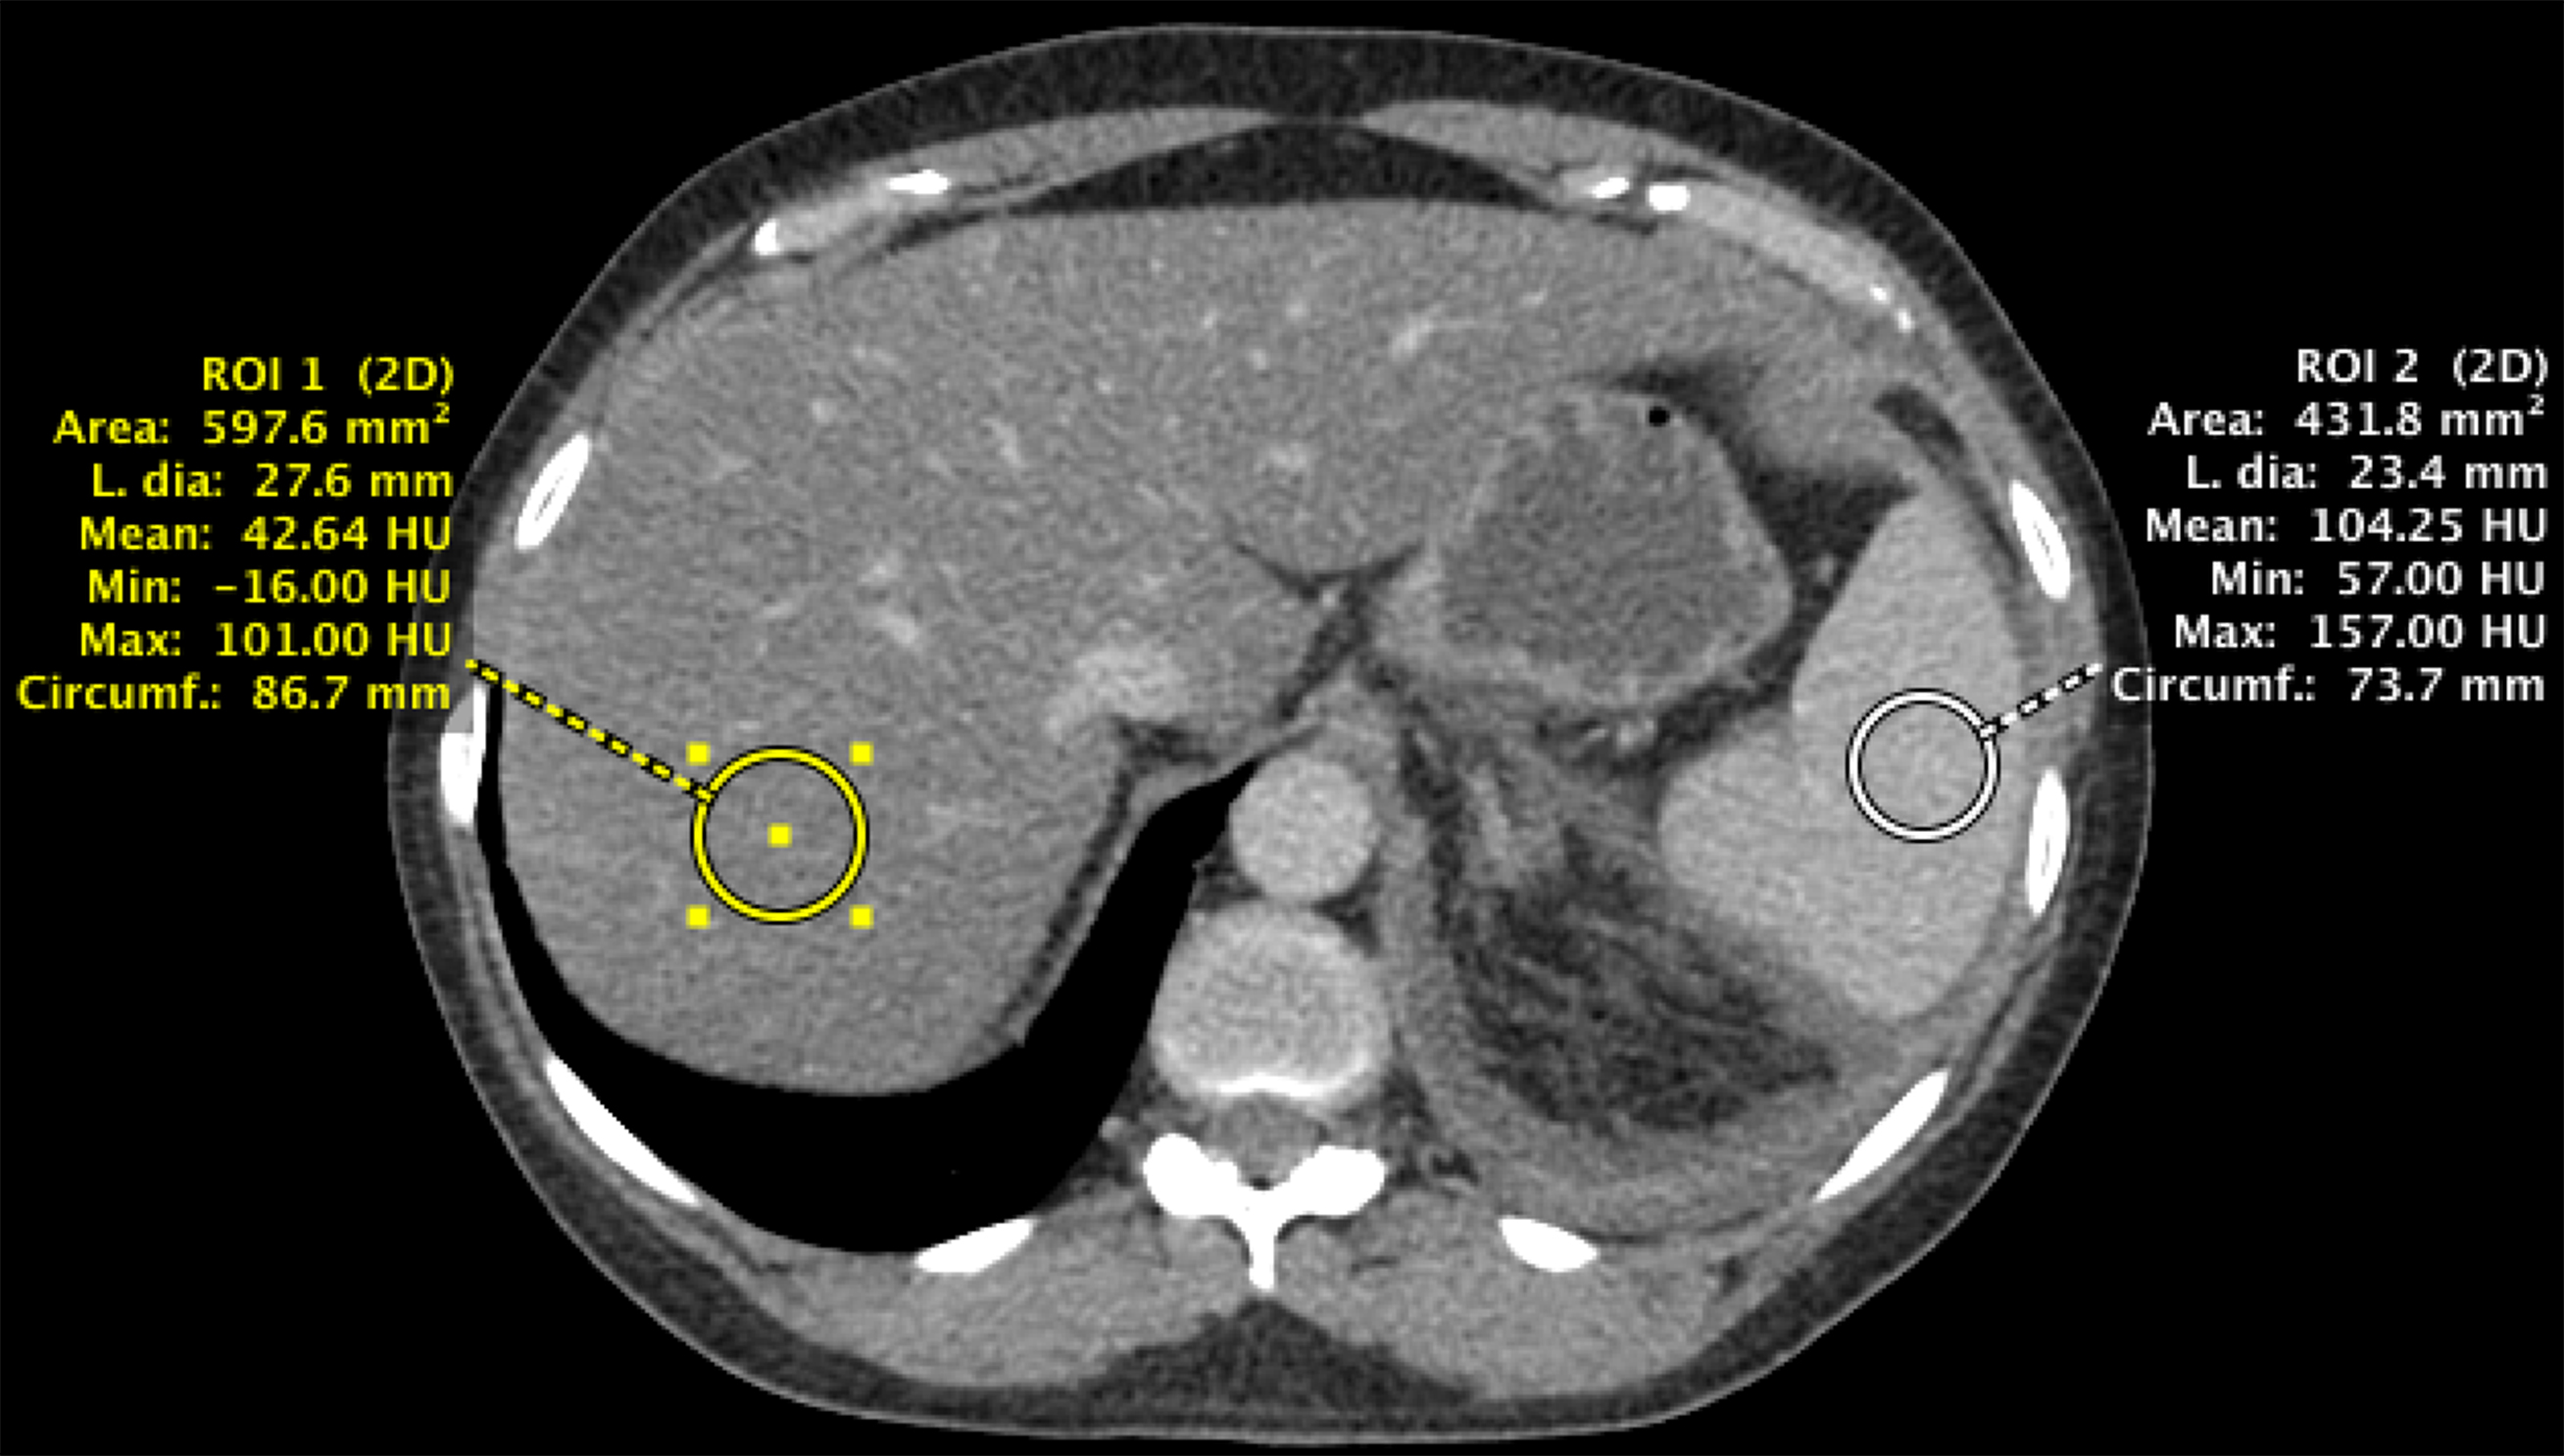 ROI 1 (2D)
Area: 597.6 mm²
L. dia: 27.6 mm
Mean: 42.64 HU
Min: -16.00 HU
Max: 101.00 HU
Circumf.: 86.7 mm
ROI 2 (2D)
Area: 431.8 mm²
L. dia: 23.4 mm
Mean: 104.25 HU
Min: 57.00 HU
Max: 157.00 HU
Circumf.: 73.7 mm